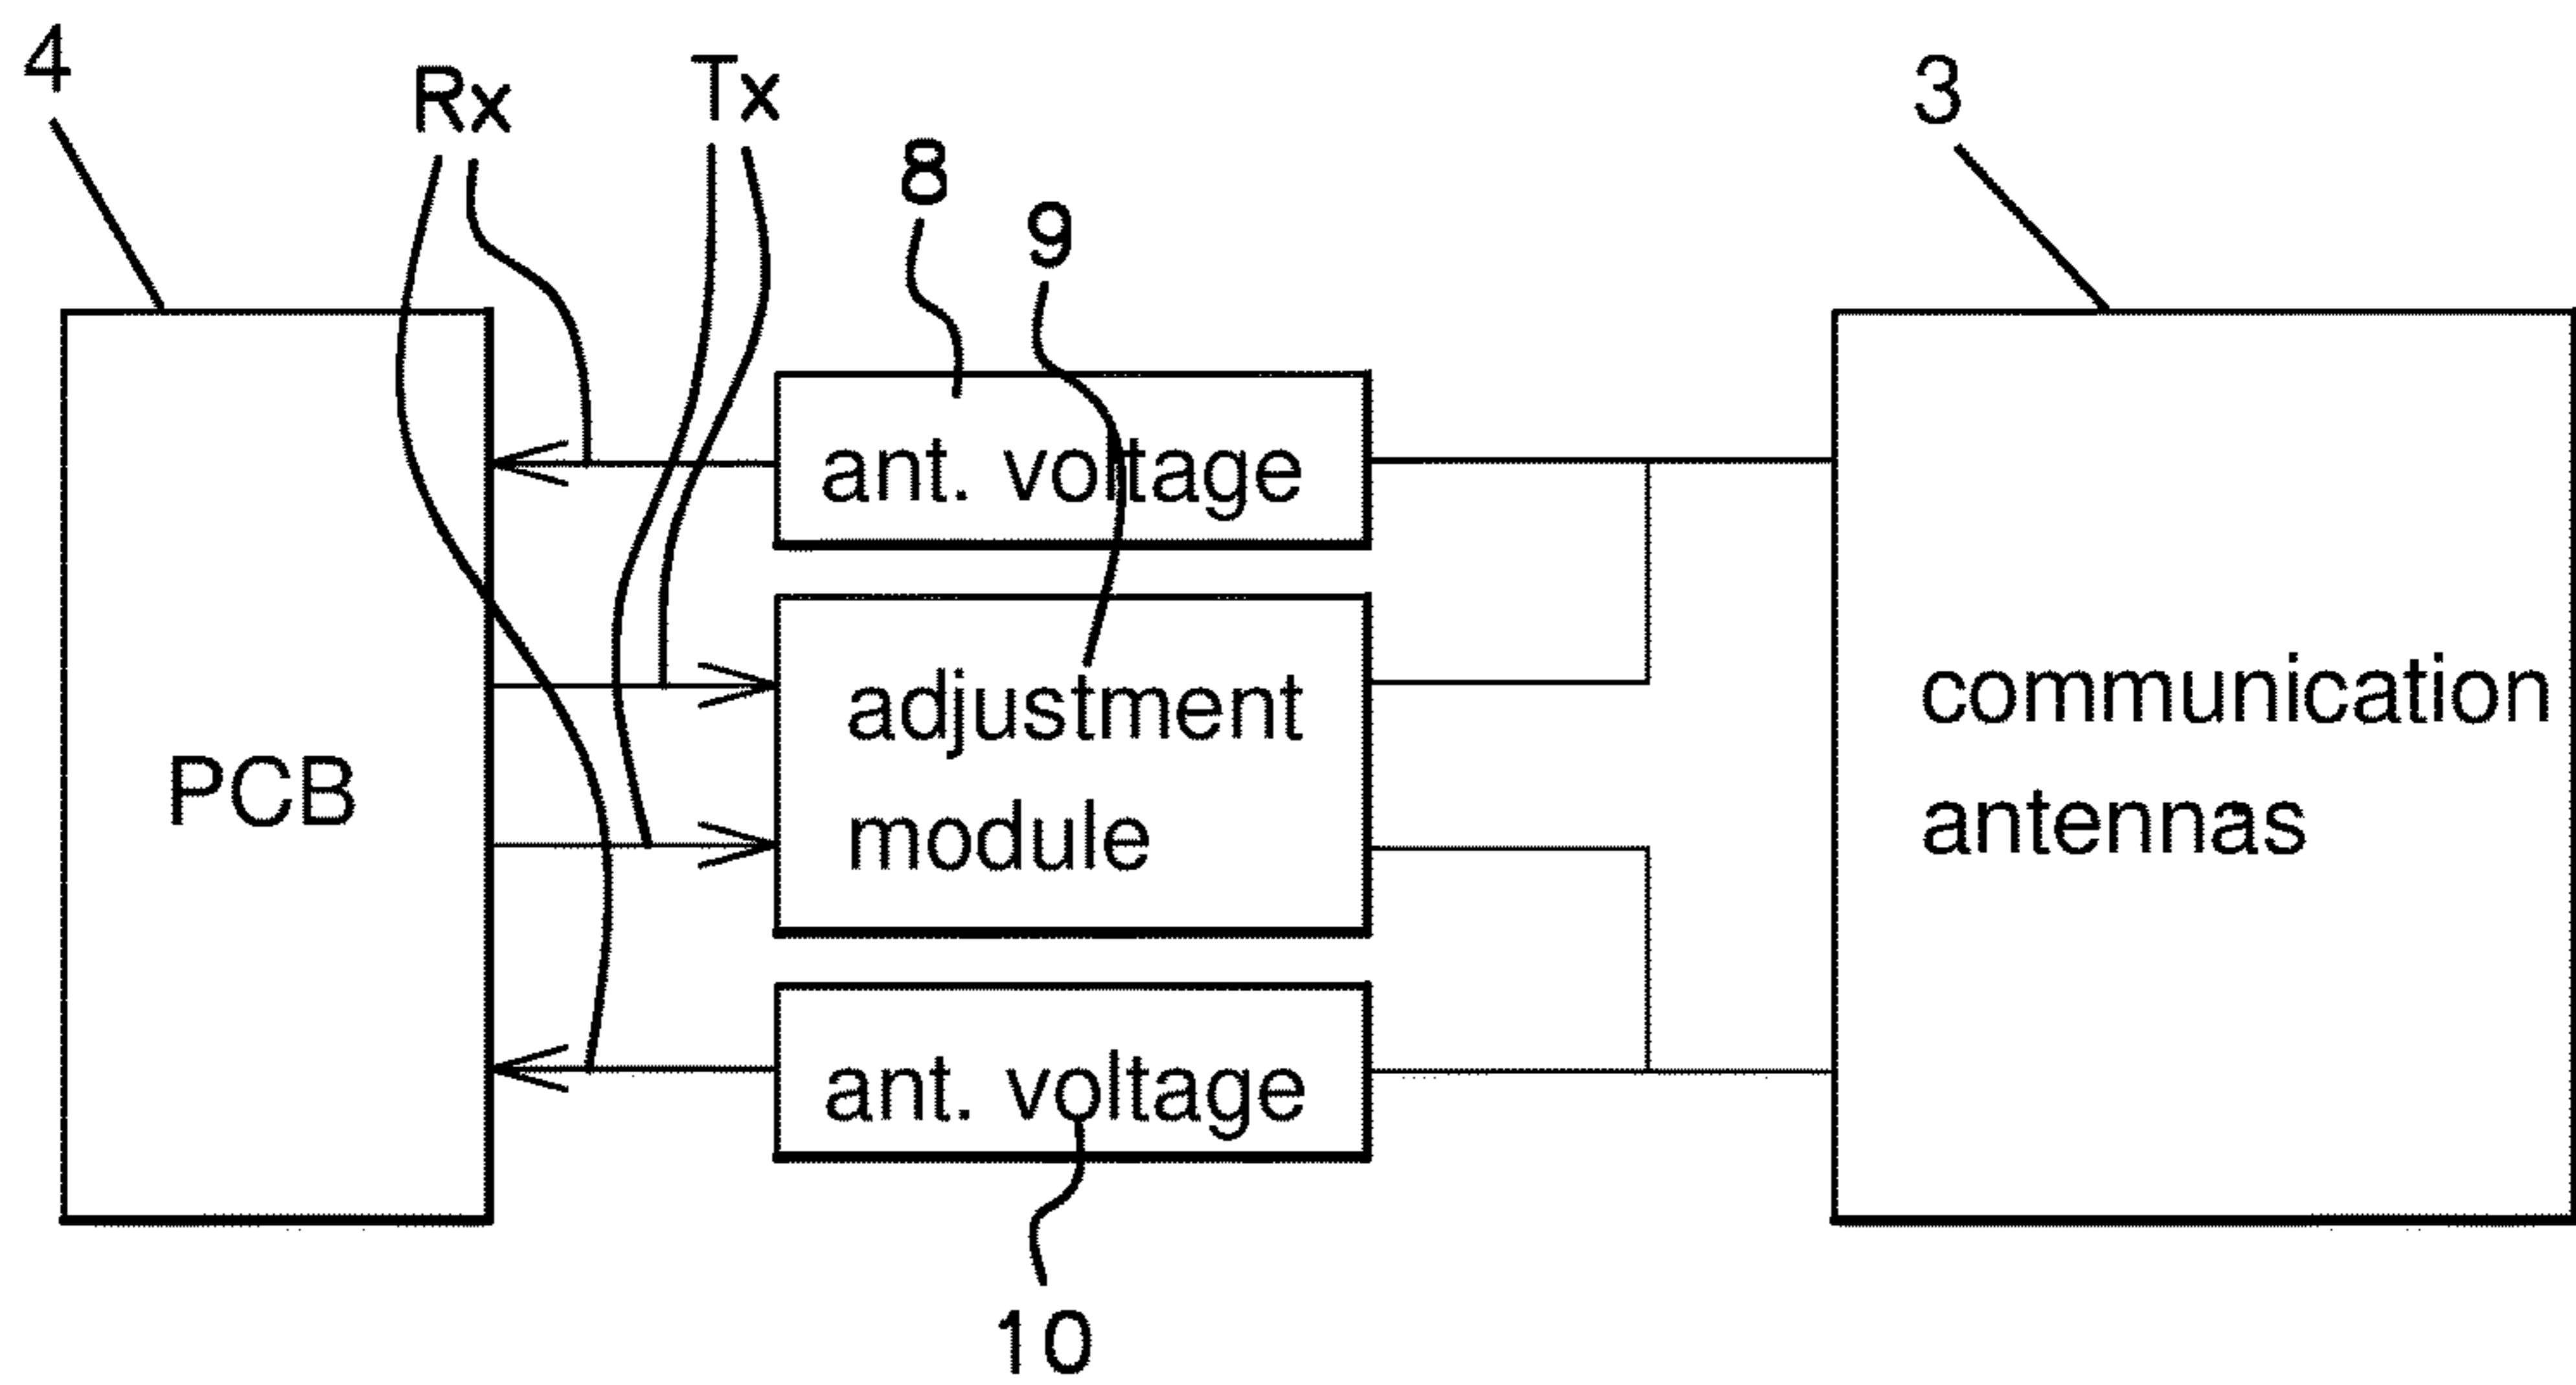 4
Rx
Tx
8
9
3
ant. voltage
adjustment
module
PCB
communication
antennas
ant. voltage
10